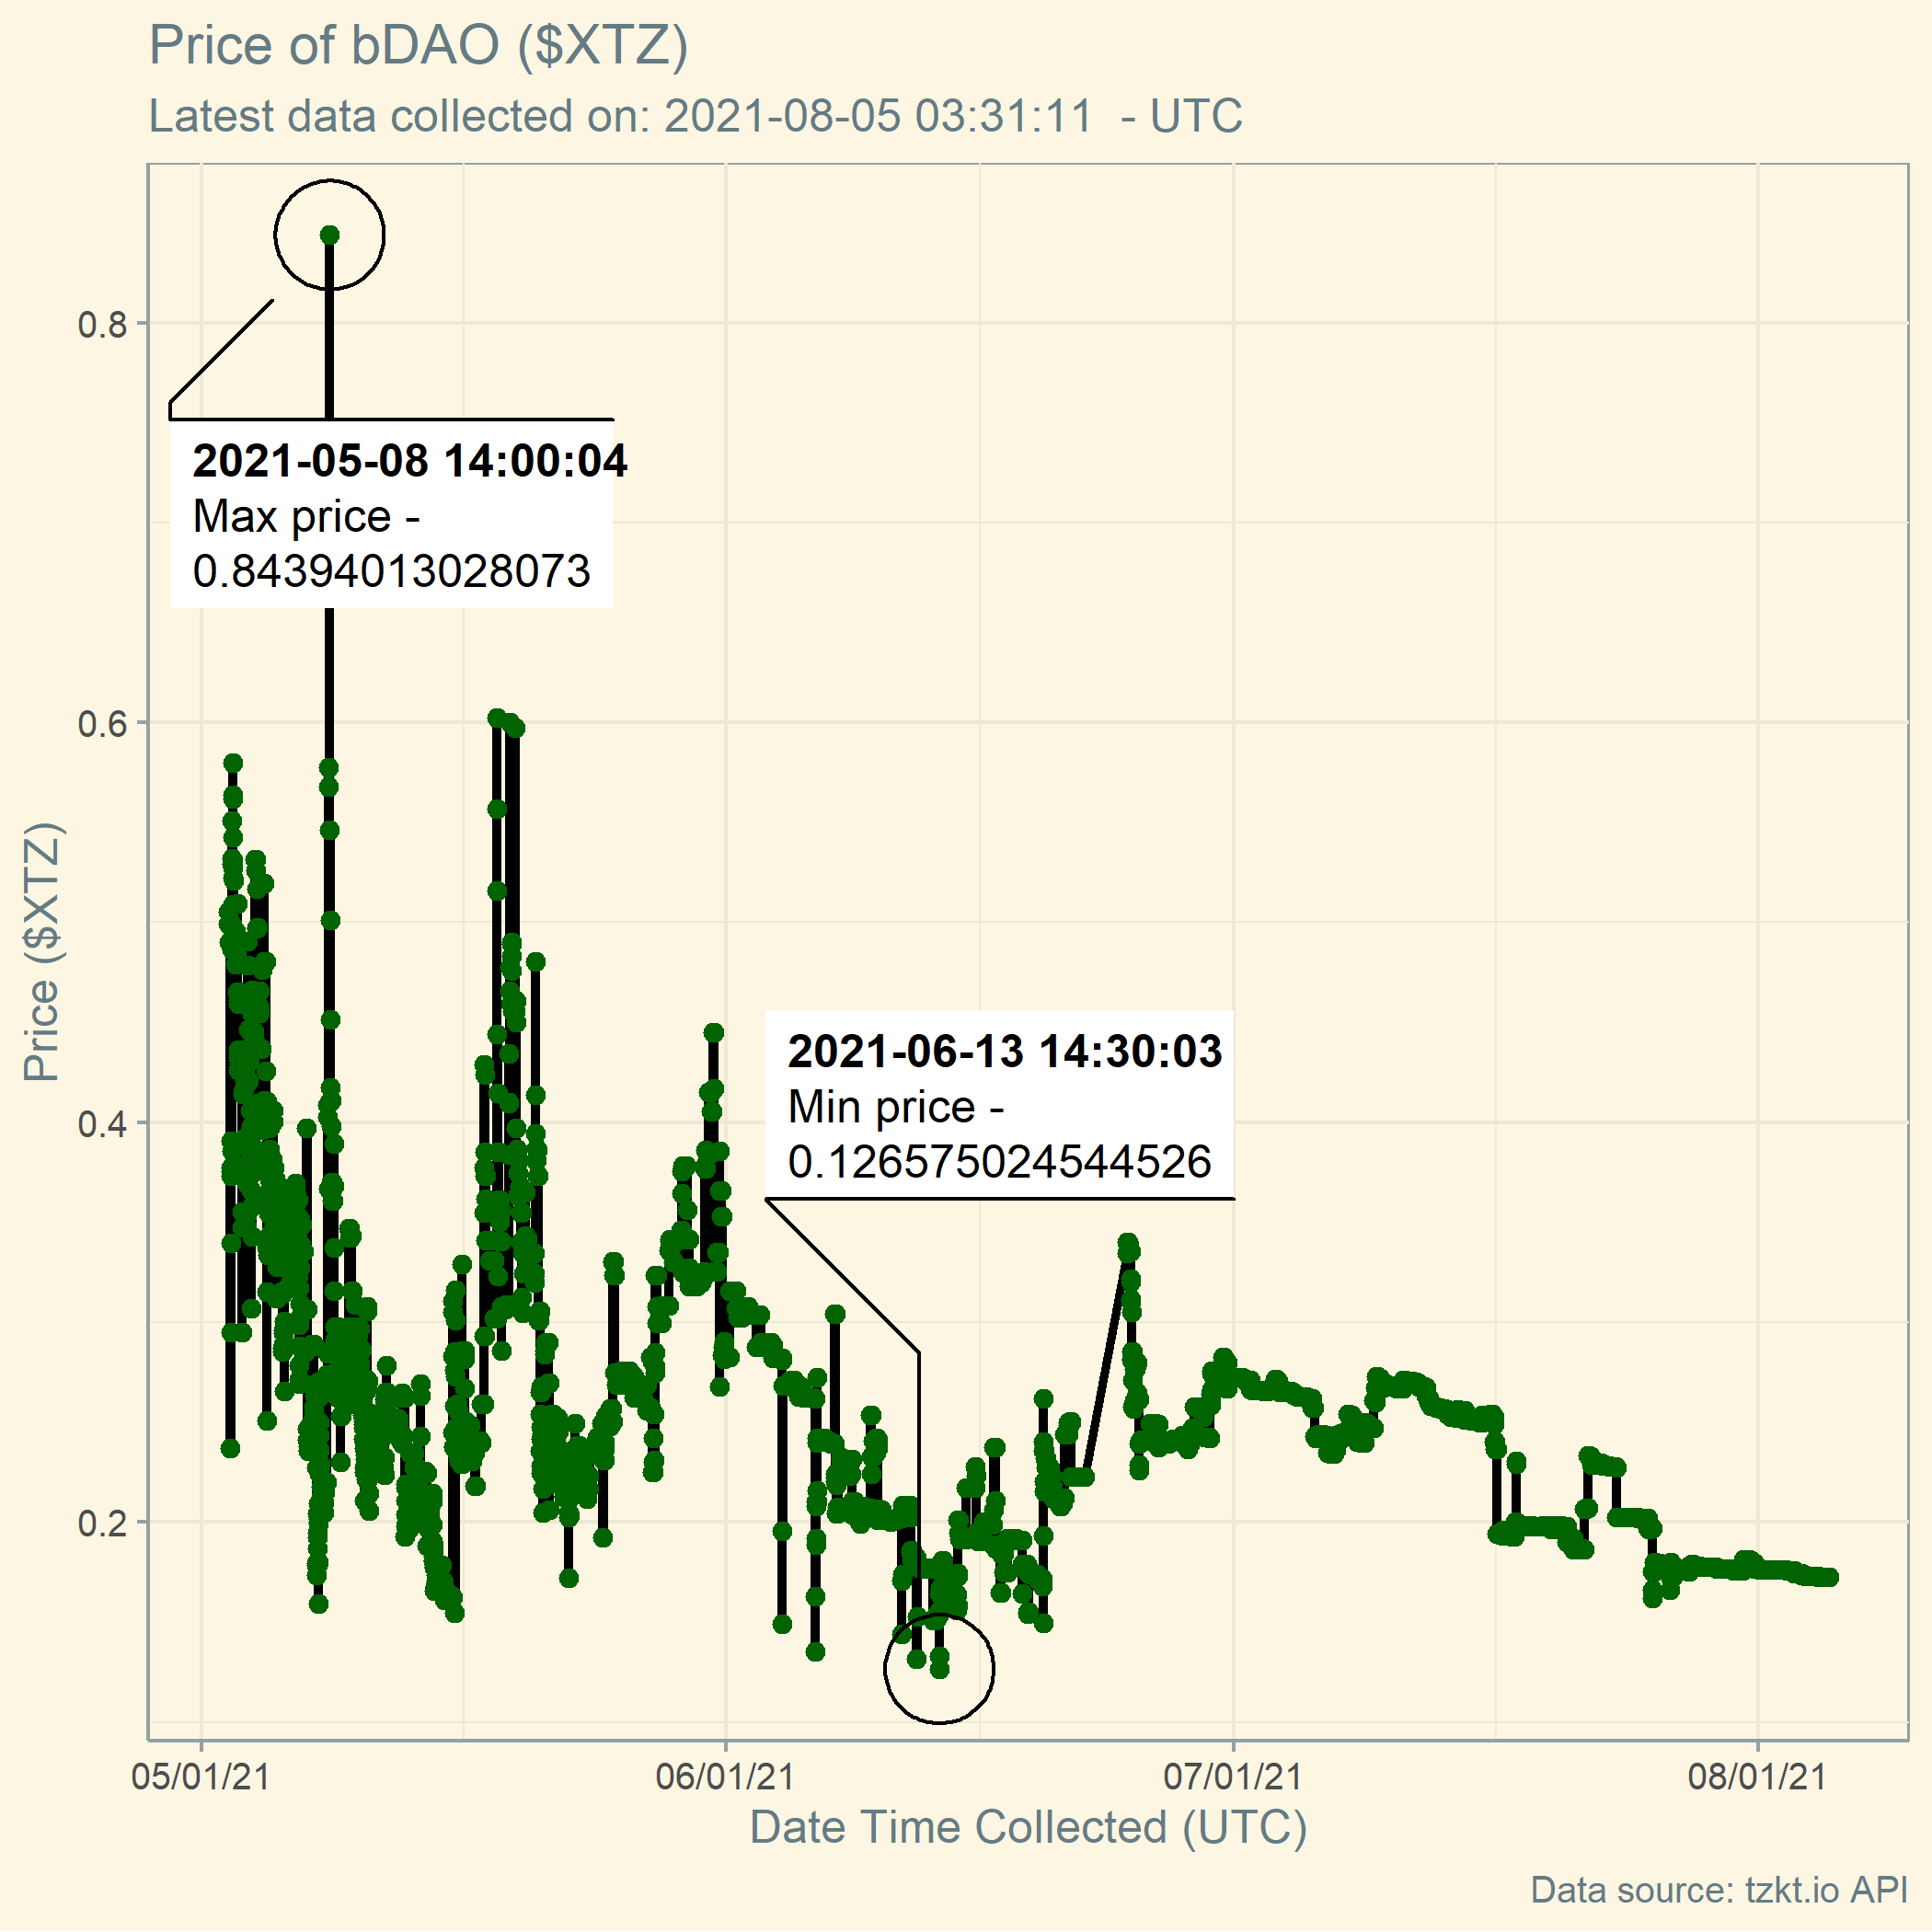 Price of bDAO ($XTZ)
Latest data collected on: 2021-08-05 03:31:11  - UTC
0.8
0.6
0.4
0.2
Price ($XTZ)
2021-05-08 14:00:04
Max price -
0.84394013028073
2021-06-13 14:30:03
Min price -
0.126575024544526
05/01/21
06/01/21
07/01/21
08/01/21
Date Time Collected (UTC)
Data source: tzkt.io API